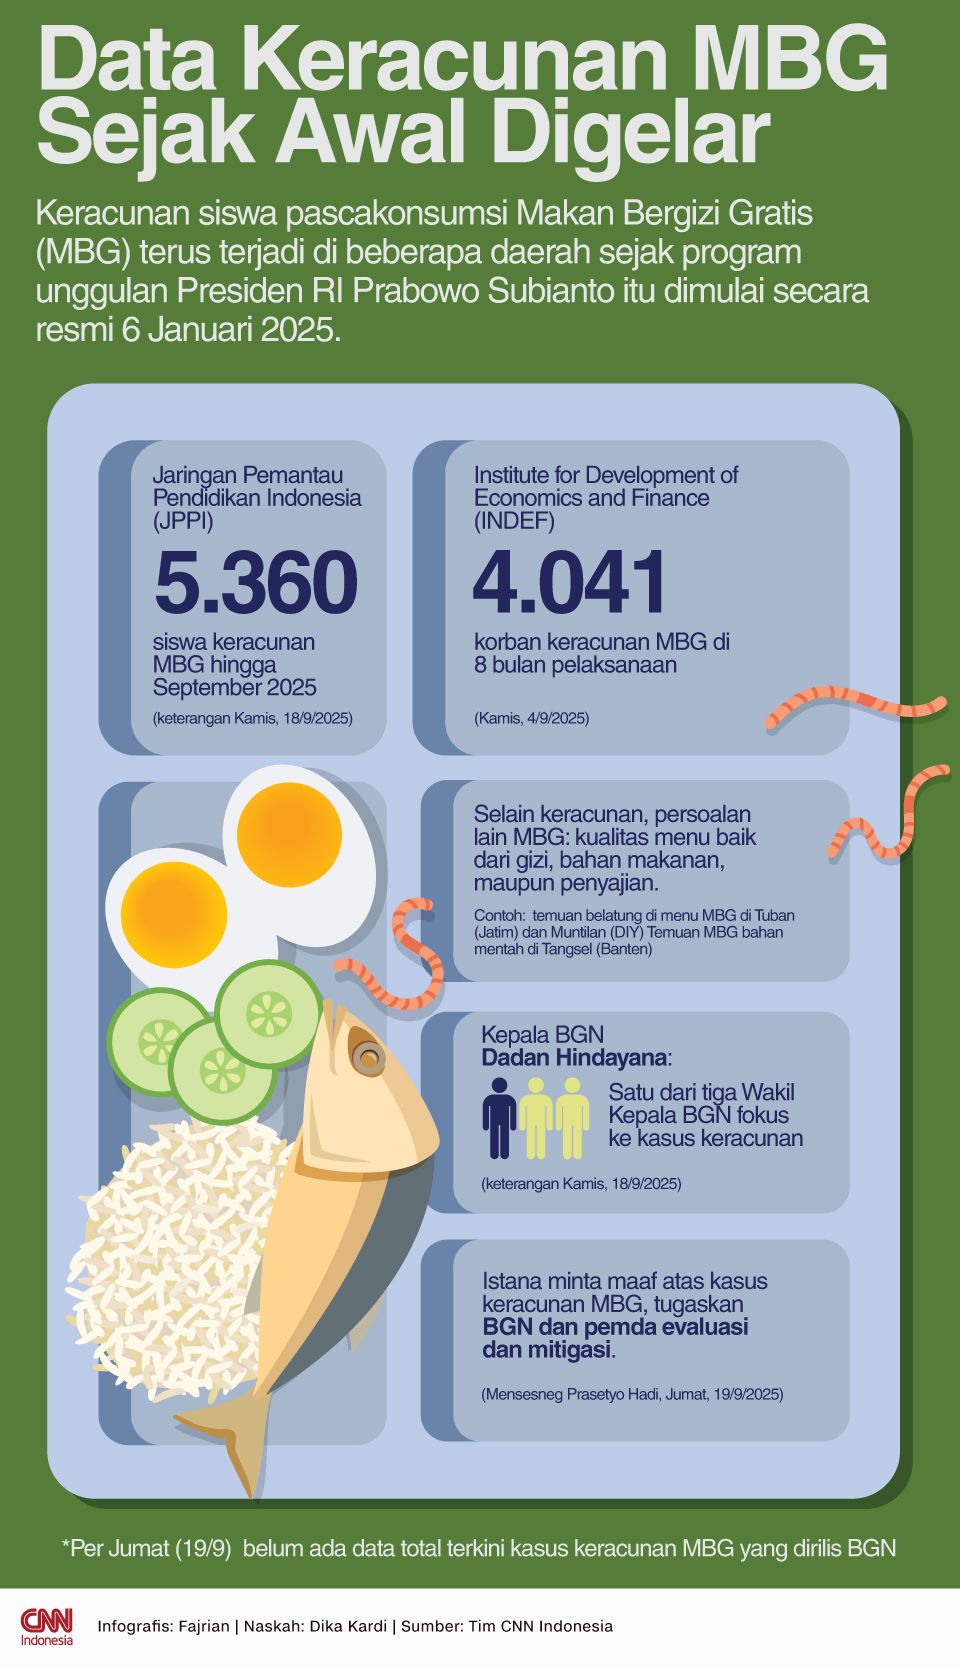 Data Keracunan MBG
Sejak Awal Digelar
Keracunan siswa pascakonsumsi Makan Bergizi Gratis
(MBG) terus terjadi di beberapa daerah sejak program
unggulan Presiden RI Prabowo Subianto itu dimulai secara
resmi 6 Januari 2025.
Jaringan Pemantau
Pendidikan Indonesia
(JPPI)
5.360
siswa keracunan
MBG hingga
September 2025
(keterangan Kamis, 18/9/2025)
Institute for Development of
Economics and Finance
(INDEF)
4.041
korban keracunan MBG di
8 bulan pelaksanaan
(Kamis, 4/9/2025)
Selain keracunan, persoalan
lain MBG: kualitas menu baik
dari gizi, bahan makanan,
maupun penyajian.
Contoh: temuan belatung di menu MBG di Tuban
(Jatim) dan Muntilan (DIY) Temuan MBG bahan
mentah di Tangsel (Banten)
Kepala BGN
Dadan Hindayana:
Satu dari tiga Wakil
Kepala BGN fokus
ke kasus keracunan
(keterangan Kamis, 18/9/2025)
Istana minta maaf atas kasus
keracunan MBG, tugaskan
BGN dan pemda evaluasi
dan mitigasi.
(Mensesneg Prasetyo Hadi, Jumat, 19/9/2025)
*Per Jumat (19/9) belum ada data total terkini kasus keracunan MBG yang dirilis BGN
CNN
Indonesia
Infografis: Fajrian | Naskah: Dika Kardi | Sumber: Tim CNN Indonesia